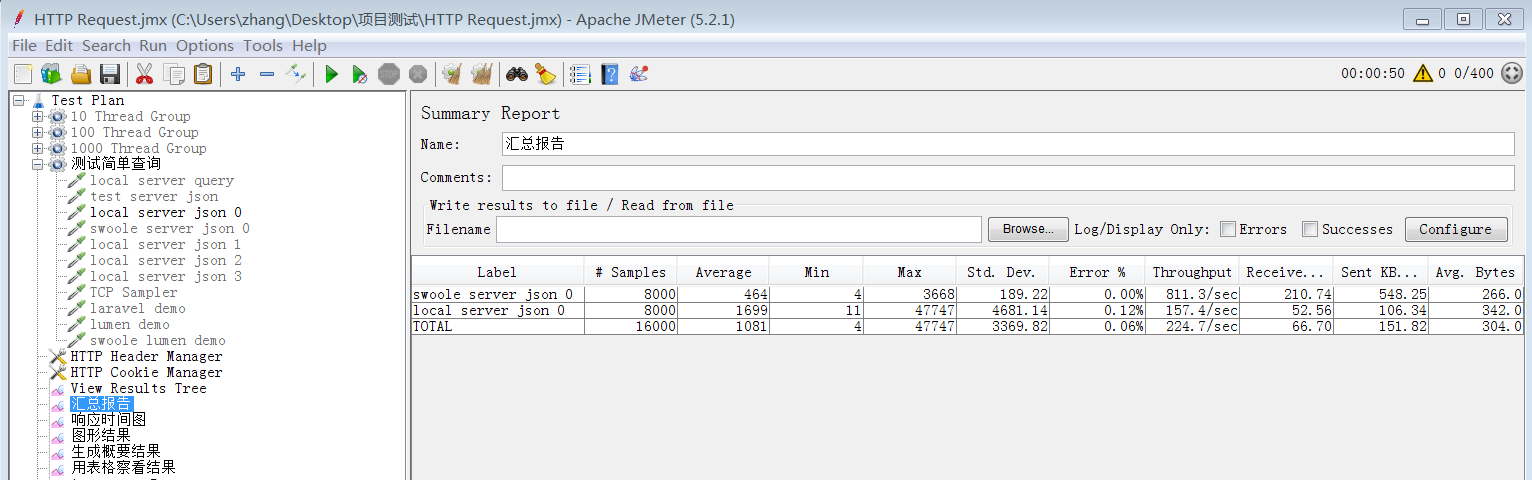 HTTP Request.jmx (C:\Users\zhang\Desktop\项目测试\HTTP Request.jmx) - Apache JMeter (5.2.1)
File Edit Search Run Options Tools Help
STOP
00:00:50 0 0/400
Test Plan
10 Thread Group
100 Thread Group
1000 Thread Group
测试简单查询
local server query
test server json
local server json 0
swoole server json 0
local server json 1
local server json 2
local server json 3
TCP Sampler
laravel demo
lumen demo
swoole lumen demo
HTTP Header Manager
HTTP Cookie Manager
View Results Tree
汇总报告
响应时间图
图形结果
生成概要结果
用表格察看结果
Summary Report
Name: 汇总报告
Comments:
Write results to file / Read from file
Filename Browse... Log/Display Only: Errors Successes Configure
Label # Samples Average Min Max Std. Dev. Error % Throughput Receive... Sent KB... Avg. Bytes
swoole server json 0 8000 464 4 3668 189.22 0.00% 811.3/sec 210.74 548.25 266.0
local server json 0 8000 1699 11 47747 4681.14 0.12% 157.4/sec 52.56 106.34 342.0
TOTAL 16000 1081 4 47747 3369.82 0.06% 224.7/sec 66.70 151.82 304.0